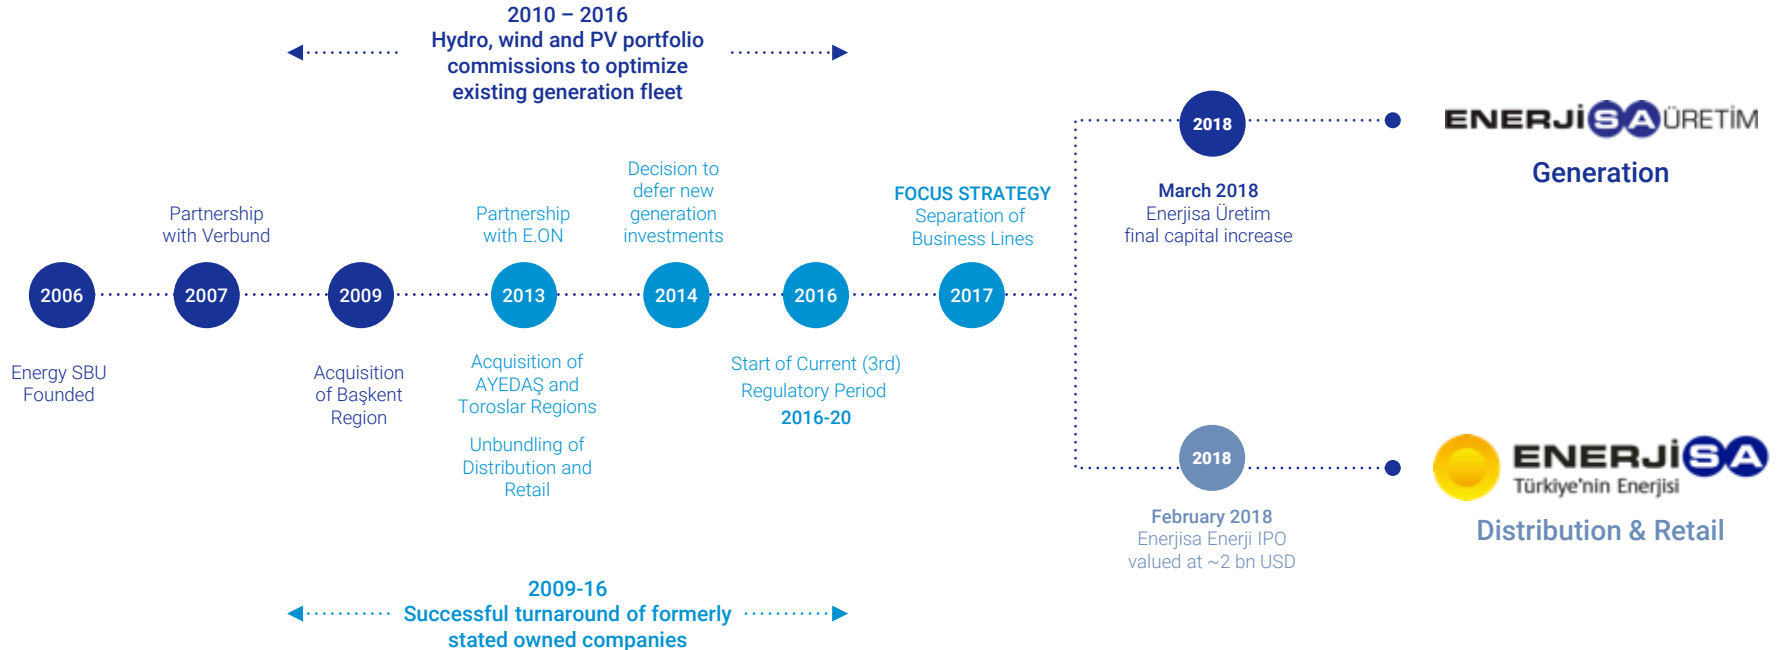 2010 – 2016
Hydro, wind and PV portfolio
commissions to optimize
existing generation fleet
2006
Energy SBU
Founded
Partnership
with Verbund
2007
2009
Acquisition
of Başkent
Region
Partnership
with E.ON
2013
Acquisition of
AYEDAŞ and
Toroslar Regions
Unbundling of
Distribution and
Retail
Decision to
defer new
generation
investments
2014
2016
Start of Current (3rd)
Regulatory Period
2016-20
FOCUS STRATEGY
Separation of
Business Lines
2017
2018
March 2018
Enerjisa Üretim
final capital increase
ENERJİSA ÜRETİM
Generation
2018
February 2018
Enerjisa Enerji IPO
valued at ~2 bn USD
ENERJİSA
Türkiye'nin Enerjisi
Distribution & Retail
2009-16
Successful turnaround of formerly
stated owned companies